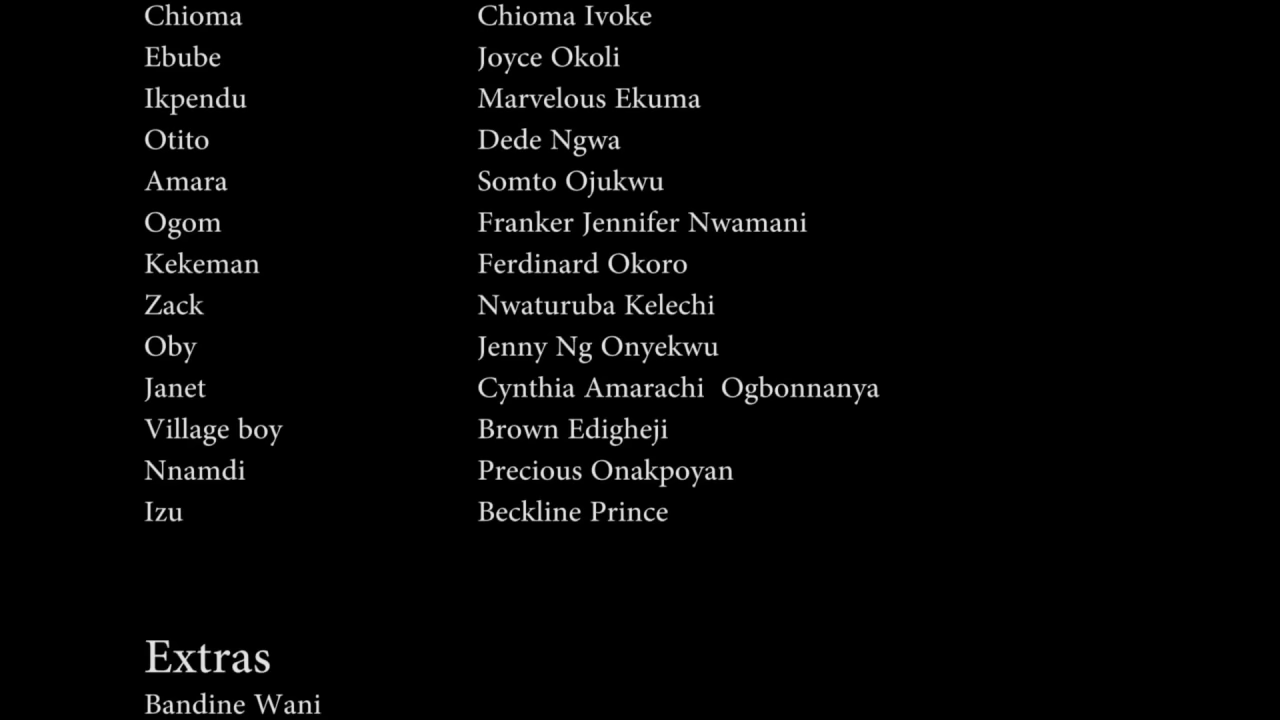 Chioma Chioma Ivoke
Ebube Joyce Okoli
Ikpendu Marvelous Ekuma
Otito Dede Ngwa
Amara Somto Ojukwu
Ogom Franker Jennifer Nwamani
Kekeman Ferdinard Okoro
Zack Nwaturuba Kelechi
Oby Jenny Ng Onyekwu
Janet Cynthia Amarachi  Ogbonnanya
Village boy Brown Edigheji
Nnamdi Precious Onakpoyan
Izu Beckline Prince
Extras
Bandine Wani